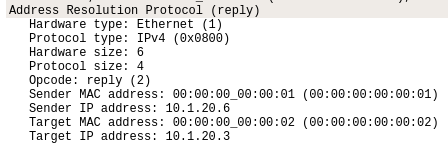 Address Resolution Protocol (reply)
Hardware type: Ethernet (1)
Protocol type: IPv4 (0x0800)
Hardware size: 6
Protocol size: 4
Opcode: reply (2)
Sender MAC address: 00:00:00_00:00:01 (00:00:00:00:00:01)
Sender IP address: 10.1.20.6
Target MAC address: 00:00:00_00:00:02 (00:00:00:00:00:02)
Target IP address: 10.1.20.3